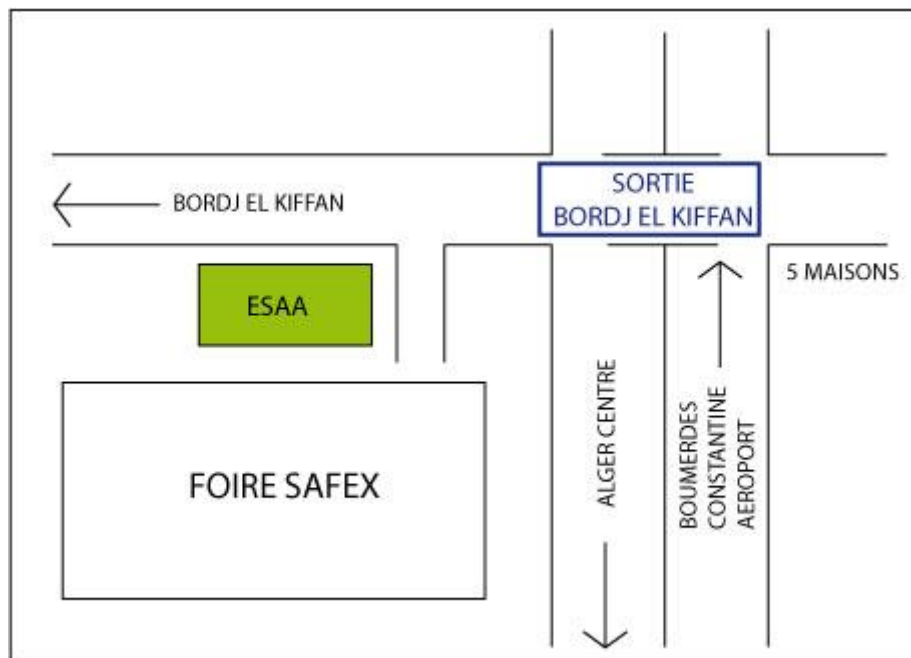 SORTIE
BORDJ EL KIFFAN
BORDJ EL KIFFAN
5 MAISONS
ESAA
FOIRE SAFEX
ALGER CENTRE
BOUMERDES
CONSTANTINE
AEROPORT